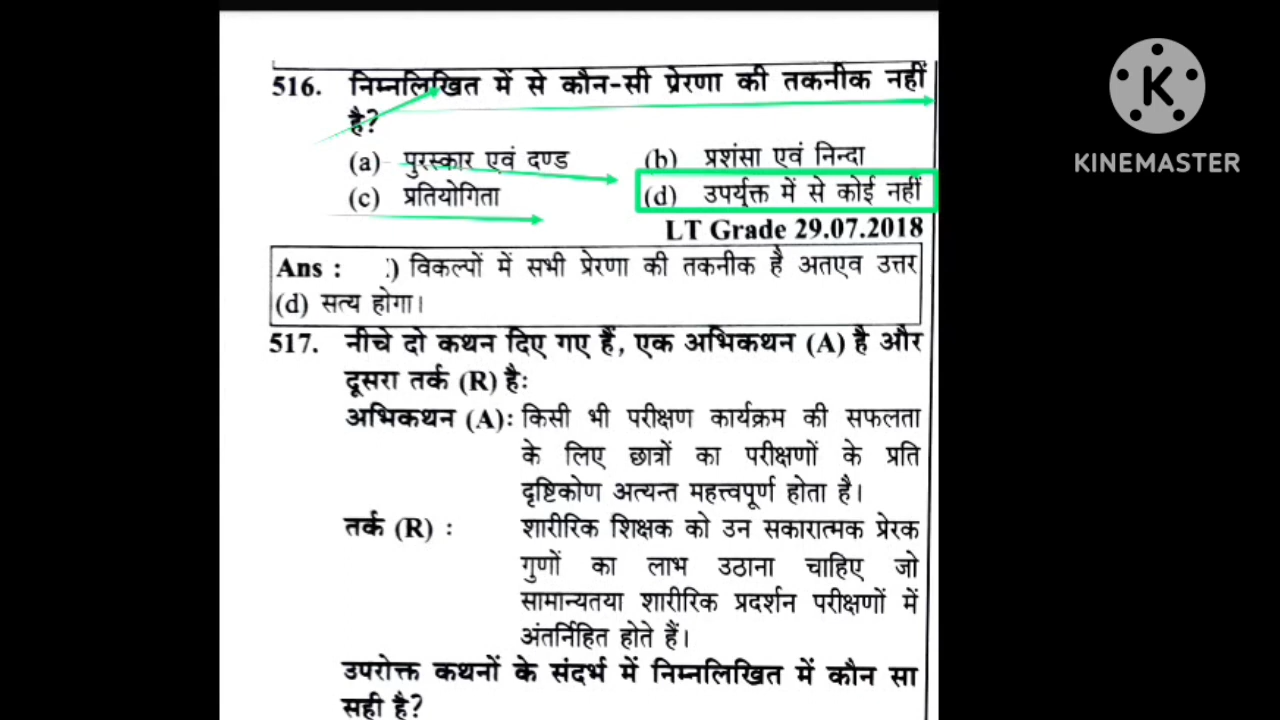 516. निम्नलिखित में से कौन-सी प्रेरणा की तकनीक नहीं
है?
(a) पुरस्कार एवं दण्ड (b) प्रशंसा एवं निन्दा
(c) प्रतियोगिता (d) उपर्युक्त में से कोई नहीं
LT Grade 29.07.2018
Ans : :) विकल्पों में सभी प्रेरणा की तकनीक है अतएव उत्तर
(d) सत्य होगा।
517. नीचे दो कथन दिए गए हैं, एक अभिकथन (A) है और
दूसरा तर्क (R) है:
अभिकथन (A): किसी भी परीक्षण कार्यक्रम की सफलता
के लिए छात्रों का परीक्षणों के प्रति
दृष्टिकोण अत्यन्त महत्त्वपूर्ण होता है।
तर्क (R) : शारीरिक शिक्षक को उन सकारात्मक प्रेरक
गुणों का लाभ उठाना चाहिए जो
सामान्यतया शारीरिक प्रदर्शन परीक्षणों में
अंतर्निहित होते हैं।
उपरोक्त कथनों के संदर्भ में निम्नलिखित में कौन सा
सही है?
K
KINEMASTER